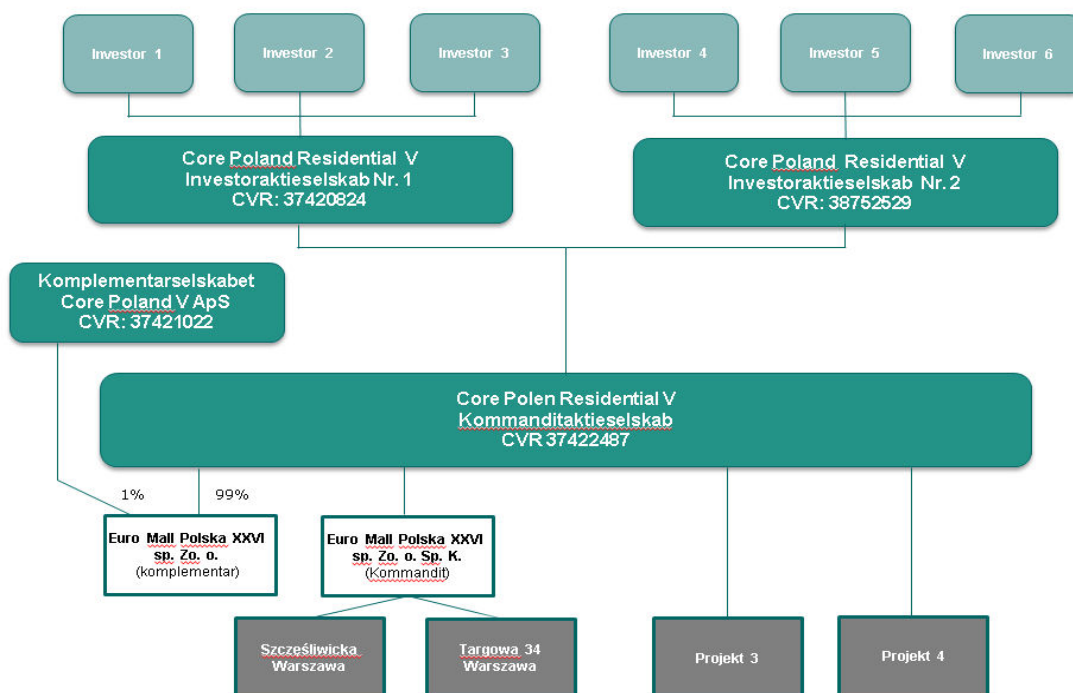 Investor 1
Investor 2
Investor 3
Investor 4
Investor 5
Investor 6
Core Poland Residential V
Investoraktieselskab Nr. 1
CVR: 37420824
Core Poland Residential V
Investoraktieselskab Nr. 2
CVR: 38752529
Komplementarselskabet
Core Poland V ApS
CVR: 37421022
Core Polen Residential V
Kommanditaktieselskab
CVR 37422487
1%
99%
Euro Mall Polska XXVI
sp. Zo. o.
(komplementar)
Euro Mall Polska XXVI
sp. Zo. o. Sp. K.
(Kommandit)
Szczęśliwicka
Warszawa
Targowa 34
Warszawa
Projekt 3
Projekt 4